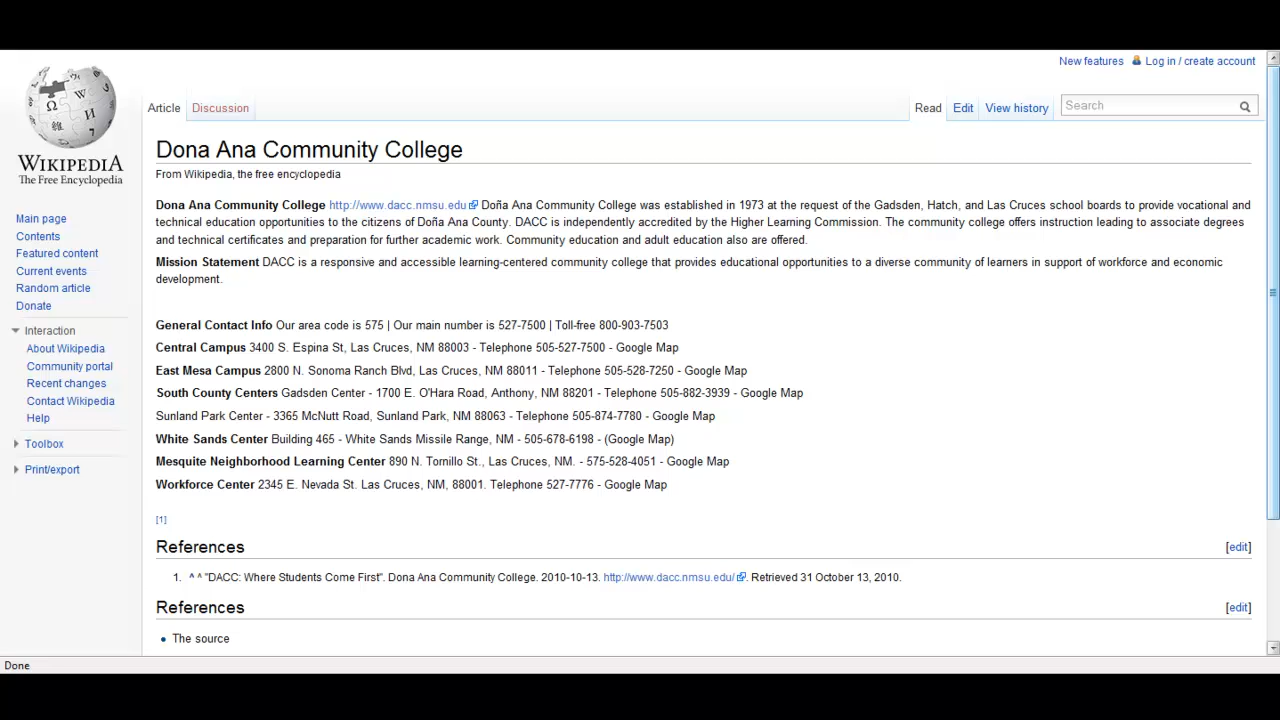 New features Log in / create account
Article Discussion Read Edit View history Search
WIKIPEDIA
The Free Encyclopedia
Main page
Contents
Featured content
Current events
Random article
Donate
Interaction
About Wikipedia
Community portal
Recent changes
Contact Wikipedia
Help
Toolbox
Print/export
Dona Ana Community College
From Wikipedia, the free encyclopedia
Dona Ana Community College http://www.dacc.nmsu.edu Doña Ana Community College was established in 1973 at the request of the Gadsden, Hatch, and Las Cruces school boards to provide vocational and
technical education opportunities to the citizens of Doña Ana County. DACC is independently accredited by the Higher Learning Commission. The community college offers instruction leading to associate degrees
and technical certificates and preparation for further academic work. Community education and adult education also are offered.
Mission Statement DACC is a responsive and accessible learning-centered community college that provides educational opportunities to a diverse community of learners in support of workforce and economic
development.
General Contact Info Our area code is 575 | Our main number is 527-7500 | Toll-free 800-903-7503
Central Campus 3400 S. Espina St, Las Cruces, NM 88003 - Telephone 505-527-7500 - Google Map
East Mesa Campus 2800 N. Sonoma Ranch Blvd, Las Cruces, NM 88011 - Telephone 505-528-7250 - Google Map
South County Centers Gadsden Center - 1700 E. O'Hara Road, Anthony, NM 88201 - Telephone 505-882-3939 - Google Map
Sunland Park Center - 3365 McNutt Road, Sunland Park, NM 88063 - Telephone 505-874-7780 - Google Map
White Sands Center Building 465 - White Sands Missile Range, NM - 505-678-6198 - (Google Map)
Mesquite Neighborhood Learning Center 890 N. Tornillo St., Las Cruces, NM. - 575-528-4051 - Google Map
Workforce Center 2345 E. Nevada St. Las Cruces, NM, 88001. Telephone 527-7776 - Google Map
[1]
References [edit]
1. ^ ^ "DACC: Where Students Come First". Dona Ana Community College. 2010-10-13. http://www.dacc.nmsu.edu/. Retrieved 31 October 13, 2010.
References [edit]
• The source
Done